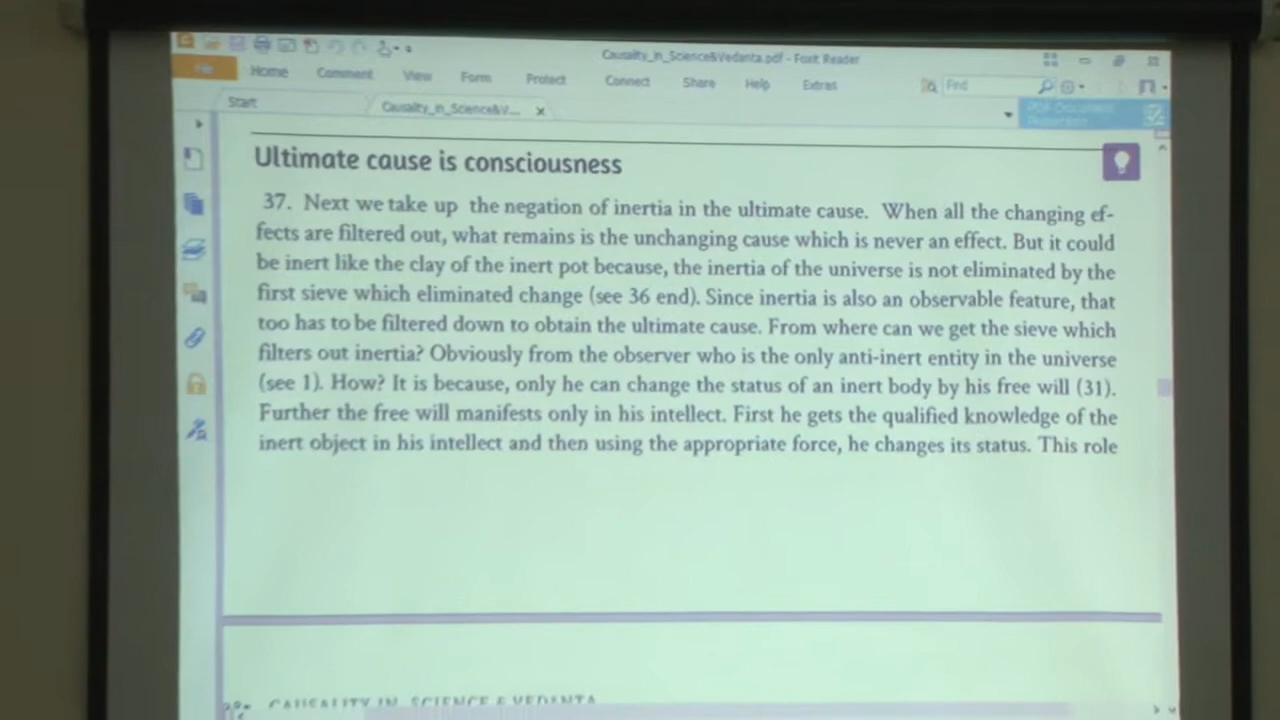 Causality_in_Science&Vedanta.pdf - Foxit Reader
File Home Comment View Form Protect Connect Share Help Extras Find
Start Causality_in_Science&V... PDF Document
Ultimate cause is consciousness
37. Next we take up the negation of inertia in the ultimate cause. When all the changing ef-
fects are filtered out, what remains is the unchanging cause which is never an effect. But it could
be inert like the clay of the inert pot because, the inertia of the universe is not eliminated by the
first sieve which eliminated change (see 36 end). Since inertia is also an observable feature, that
too has to be filtered down to obtain the ultimate cause. From where can we get the sieve which
filters out inertia? Obviously from the observer who is the only anti-inert entity in the universe
(see 1). How? It is because, only he can change the status of an inert body by his free will (31).
Further the free will manifests only in his intellect. First he gets the qualified knowledge of the
inert object in his intellect and then using the appropriate force, he changes its status. This role
CAUSALITY IN SCIENCE & VEDANTA